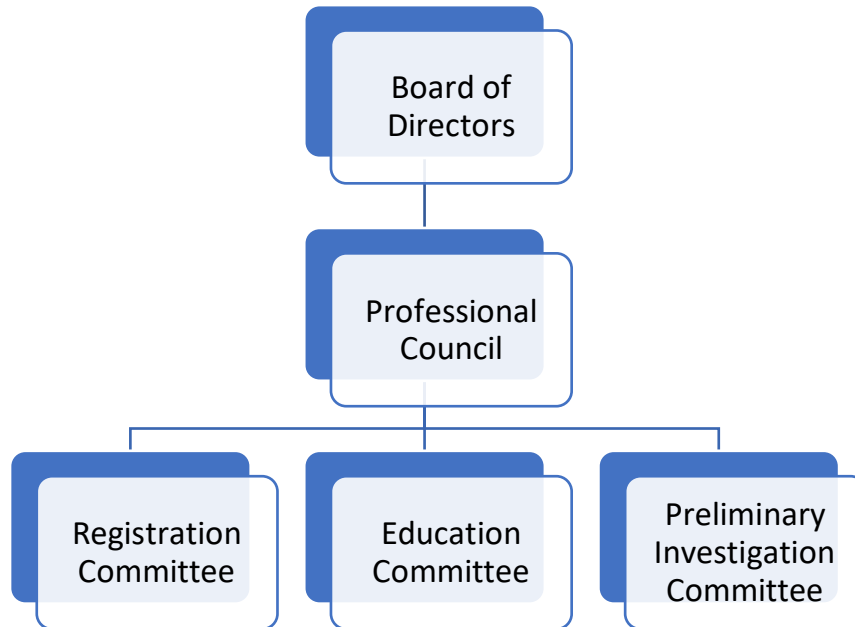 Board of
Directors
Professional
Council
Registration
Committee
Education
Committee
Preliminary
Investigation
Committee